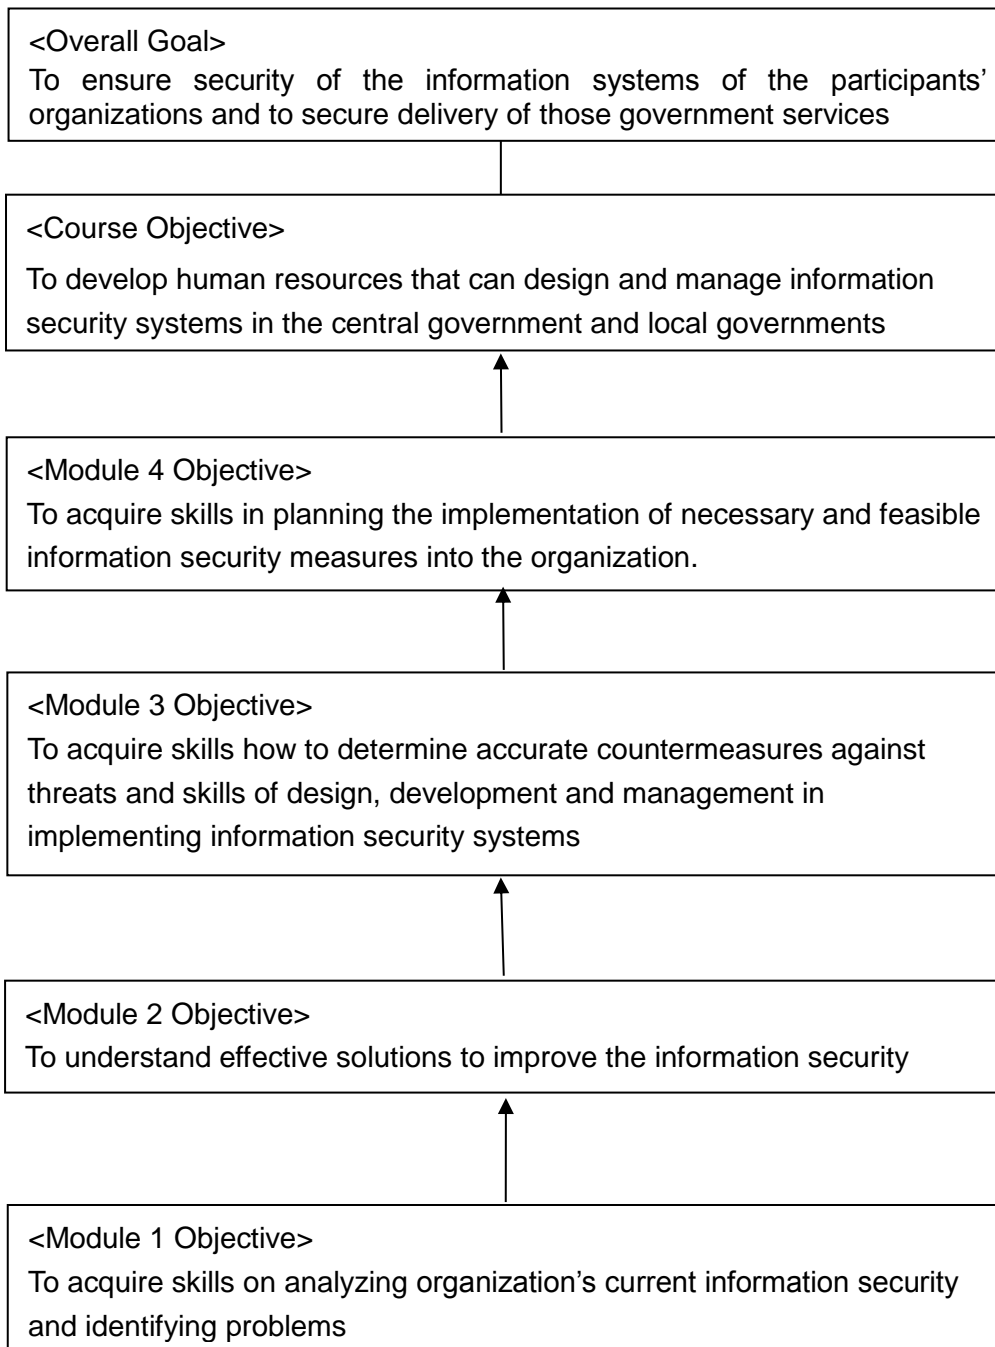 <Overall Goal>
To ensure security of the information systems of the participants’
organizations and to secure delivery of those government services
<Course Objective>
To develop human resources that can design and manage information
security systems in the central government and local governments
<Module 4 Objective>
To acquire skills in planning the implementation of necessary and feasible
information security measures into the organization.
<Module 3 Objective>
To acquire skills how to determine accurate countermeasures against
threats and skills of design, development and management in
implementing information security systems
<Module 2 Objective>
To understand effective solutions to improve the information security
<Module 1 Objective>
To acquire skills on analyzing organization’s current information security
and identifying problems